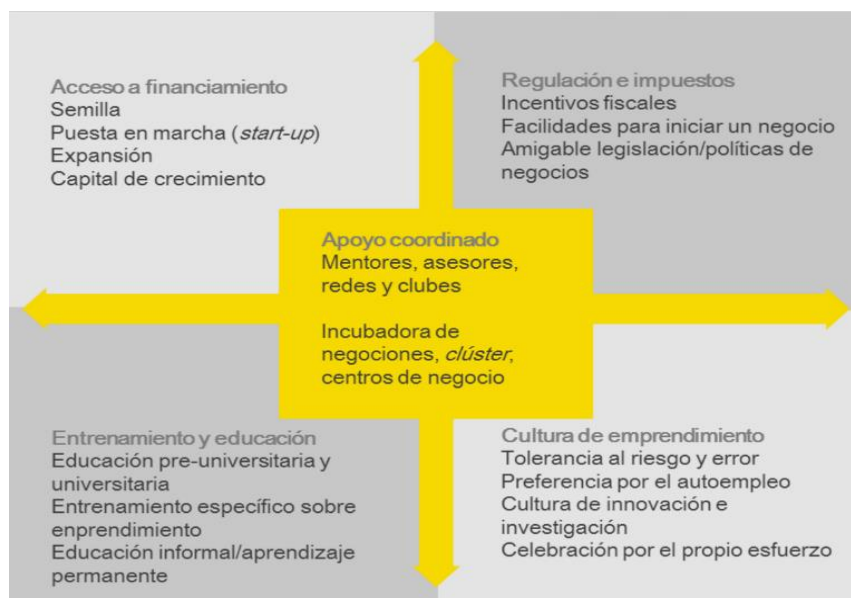 Acceso a financiamiento
Semilla
Puesta en marcha (start-up)
Expansión
Capital de crecimiento
Regulación e impuestos
Incentivos fiscales
Facilidades para iniciar un negocio
Amigable legislación/políticas de
negocios
Apoyo coordinado
Mentores, asesores,
redes y clubes
Incubadora de
negociones, clúster,
centros de negocio
Entrenamiento y educación
Educación pre-universitaria y
universitaria
Entrenamiento específico sobre
enprendimiento
Educación informal/aprendizaje
permanente
Cultura de emprendimiento
Tolerancia al riesgo y error
Preferencia por el autoempleo
Cultura de innovación e
investigación
Celebración por el propio esfuerzo